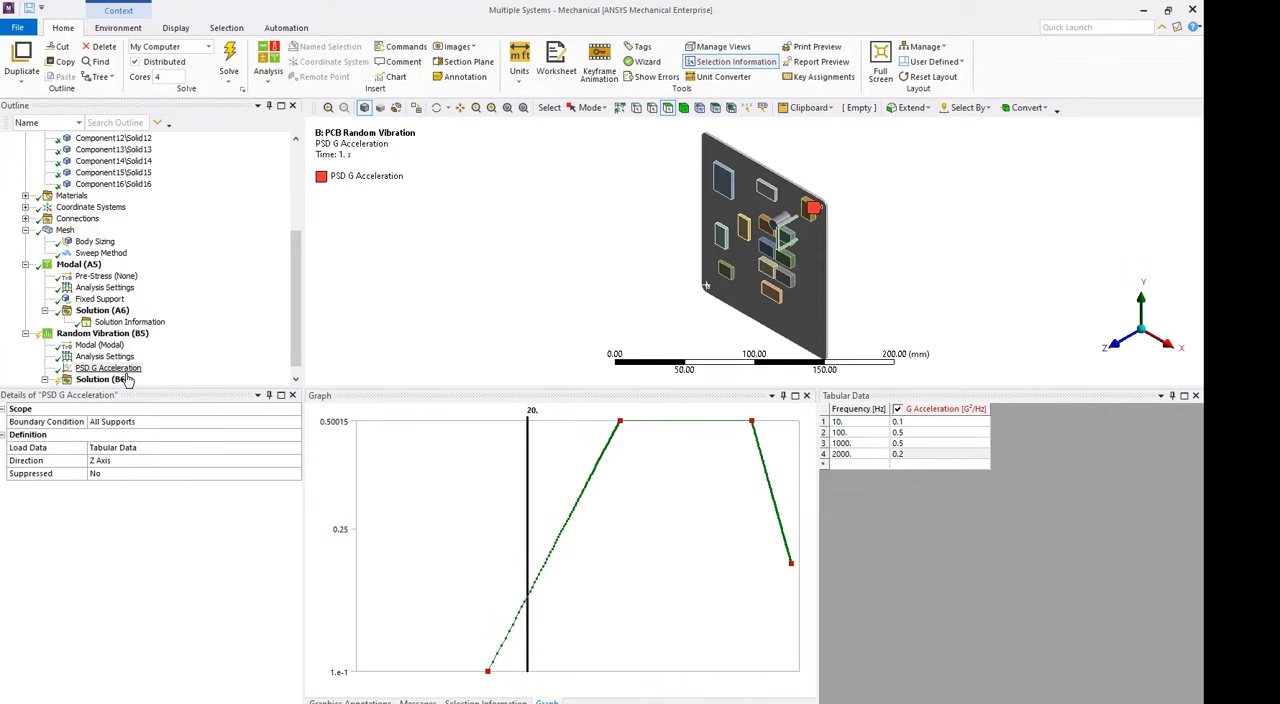 Context
Multiple Systems - Mechanical [ANSYS Mechanical Enterprise]
File Home Environment Display Selection Automation
Quick Launch
Duplicate
Cut
Copy
Paste
Delete
Find
Tree
Outline
My Computer
Distributed
Cores 4
Solve
Solve
Analysis
Named Selection
Coordinate System
Remote Point
Commands
Comment
Chart
Images
Section Plane
Annotation
Insert
Units
Worksheet
Keyframe
Animation
Tags
Wizard
Show Errors
Manage Views
Selection Information
Unit Converter
Print Preview
Report Preview
Key Assignments
Tools
Full
Screen
Manage
User Defined
Reset Layout
Layout
Outline
Select Mode Clipboard [ Empty ] Extend Select By Convert
Name Search Outline
Component12\Solid12
Component13\Solid13
Component14\Solid14
Component15\Solid15
Component16\Solid16
Materials
Coordinate Systems
Connections
Mesh
Body Sizing
Sweep Method
Modal (A5)
Pre-Stress (None)
Analysis Settings
Fixed Support
Solution (A6)
Solution Information
Random Vibration (B5)
Modal (Modal)
Analysis Settings
PSD G Acceleration
Solution (B6)
B: PCB Random Vibration
PSD G Acceleration
Time: 1. s
PSD G Acceleration
0.00 100.00 200.00 (mm)
50.00 150.00
Y
Z X
Details of "PSD G Acceleration"
Scope
Boundary Condition All Supports
Definition
Load Data Tabular Data
Direction Z Axis
Suppressed No
Graph
20.
0.50015
0.25
1.e-1
Tabular Data
Frequency [Hz] G Acceleration [G²/Hz]
1 10. 0.1
2 100. 0.5
3 1000. 0.5
4 2000. 0.2
*
Graphics Annotations Messages Selection Information Graph